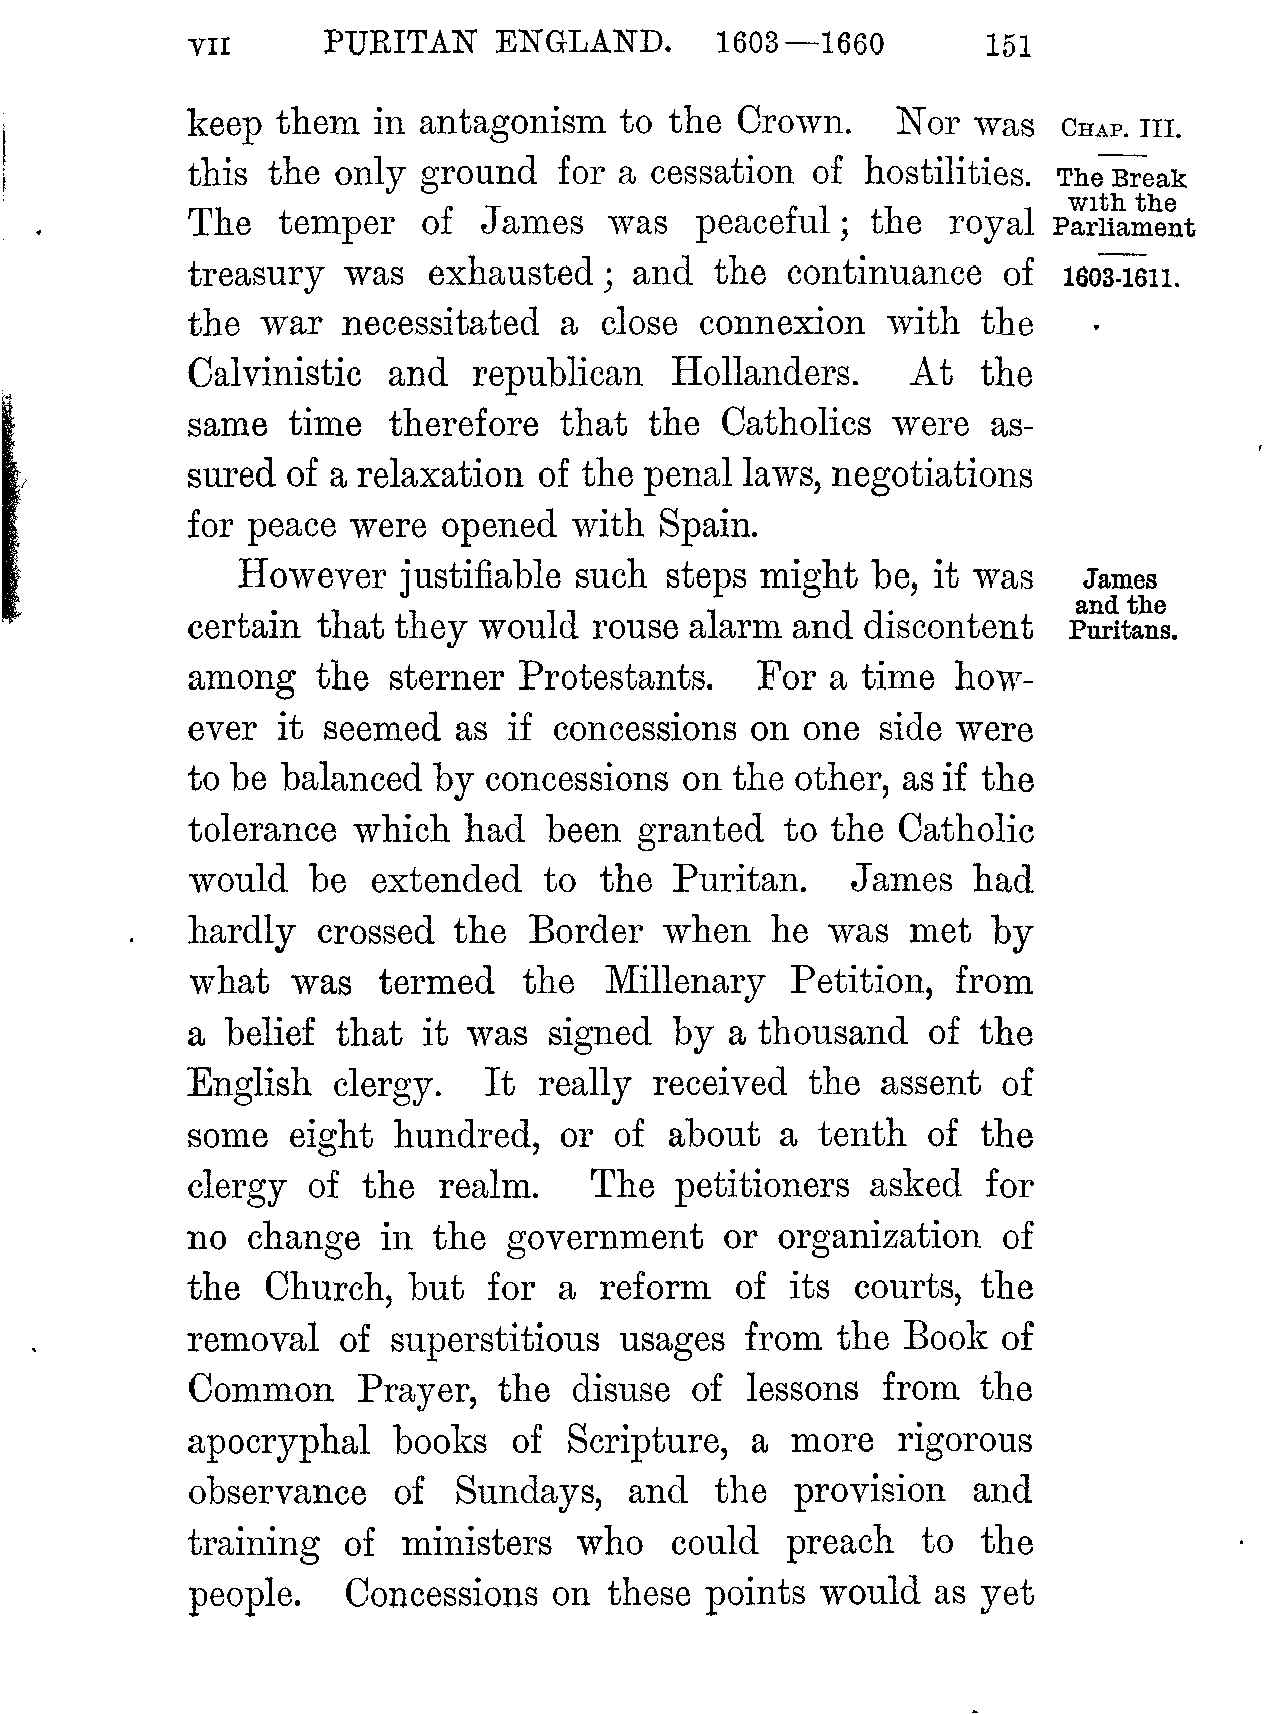 VII PURITAN ENGLAND. 1603—1660 151
keep them in antagonism to the Crown. Nor was
this the only ground for a cessation of hostilities.
The temper of James was peaceful; the royal
treasury was exhausted; and the continuance of
the war necessitated a close connexion with the
Calvinistic and republican Hollanders. At the
same time therefore that the Catholics were as-
sured of a relaxation of the penal laws, negotiations
for peace were opened with Spain.
CHAP. III.
The Break
with the
Parliament
1603-1611.
However justifiable such steps might be, it was
certain that they would rouse alarm and discontent
among the sterner Protestants. For a time how-
ever it seemed as if concessions on one side were
to be balanced by concessions on the other, as if the
tolerance which had been granted to the Catholic
would be extended to the Puritan. James had
hardly crossed the Border when he was met by
what was termed the Millenary Petition, from
a belief that it was signed by a thousand of the
English clergy. It really received the assent of
some eight hundred, or of about a tenth of the
clergy of the realm. The petitioners asked for
no change in the government or organization of
the Church, but for a reform of its courts, the
removal of superstitious usages from the Book of
Common Prayer, the disuse of lessons from the
apocryphal books of Scripture, a more rigorous
observance of Sundays, and the provision and
training of ministers who could preach to the
people. Concessions on these points would as yet
James
and the
Puritans.